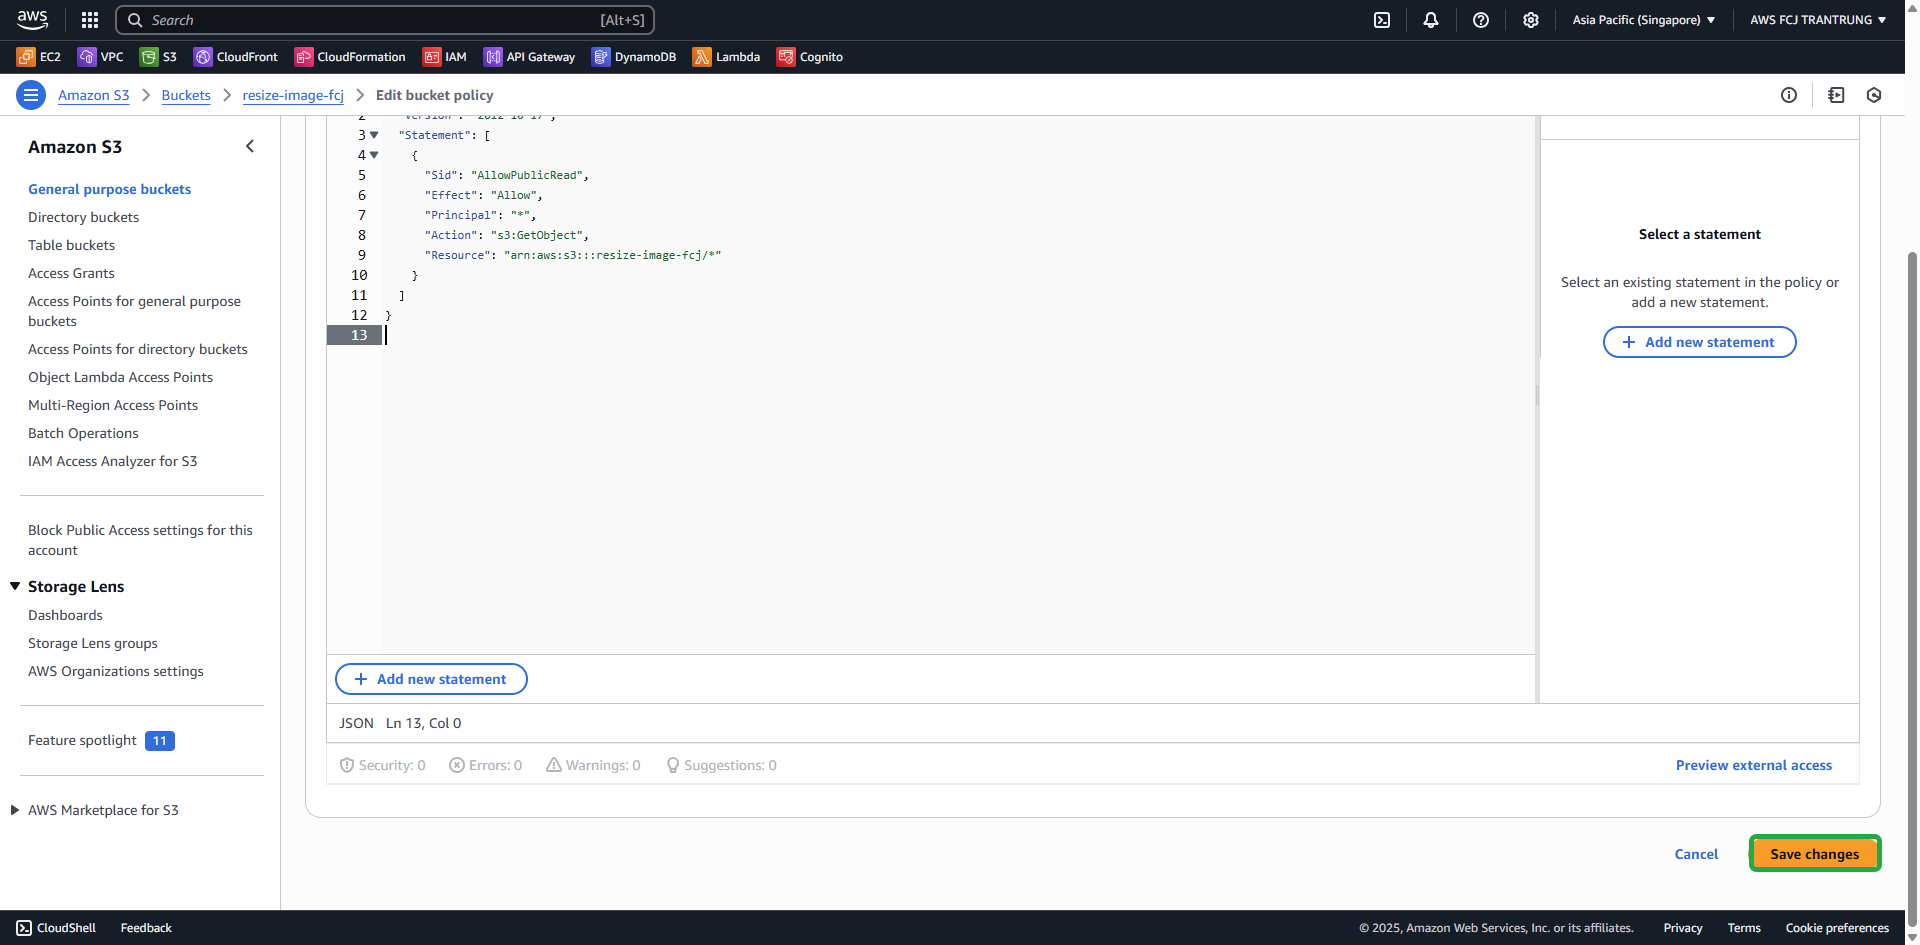 aws
Search [Alt+S]
Asia Pacific (Singapore)
AWS FCJ TRANTRUNG
EC2
VPC
S3
CloudFront
CloudFormation
IAM
API Gateway
DynamoDB
Lambda
Cognito
Amazon S3 > Buckets > resize-image-fcj > Edit bucket policy
Amazon S3
General purpose buckets
Directory buckets
Table buckets
Access Grants
Access Points for general purpose
buckets
Access Points for directory buckets
Object Lambda Access Points
Multi-Region Access Points
Batch Operations
IAM Access Analyzer for S3
Block Public Access settings for this
account
Storage Lens
Dashboards
Storage Lens groups
AWS Organizations settings
Feature spotlight 11
AWS Marketplace for S3
2 "Version": "2012-10-17",
3 "Statement": [
4 {
5 "Sid": "AllowPublicRead",
6 "Effect": "Allow",
7 "Principal": "*",
8 "Action": "s3:GetObject",
9 "Resource": "arn:aws:s3:::resize-image-fcj/*"
10 }
11 ]
12 }
13
+ Add new statement
JSON Ln 13, Col 0
Security: 0
Errors: 0
Warnings: 0
Suggestions: 0
Preview external access
Select a statement
Select an existing statement in the policy or
add a new statement.
+ Add new statement
Cancel
Save changes
CloudShell
Feedback
© 2025, Amazon Web Services, Inc. or its affiliates.
Privacy
Terms
Cookie preferences